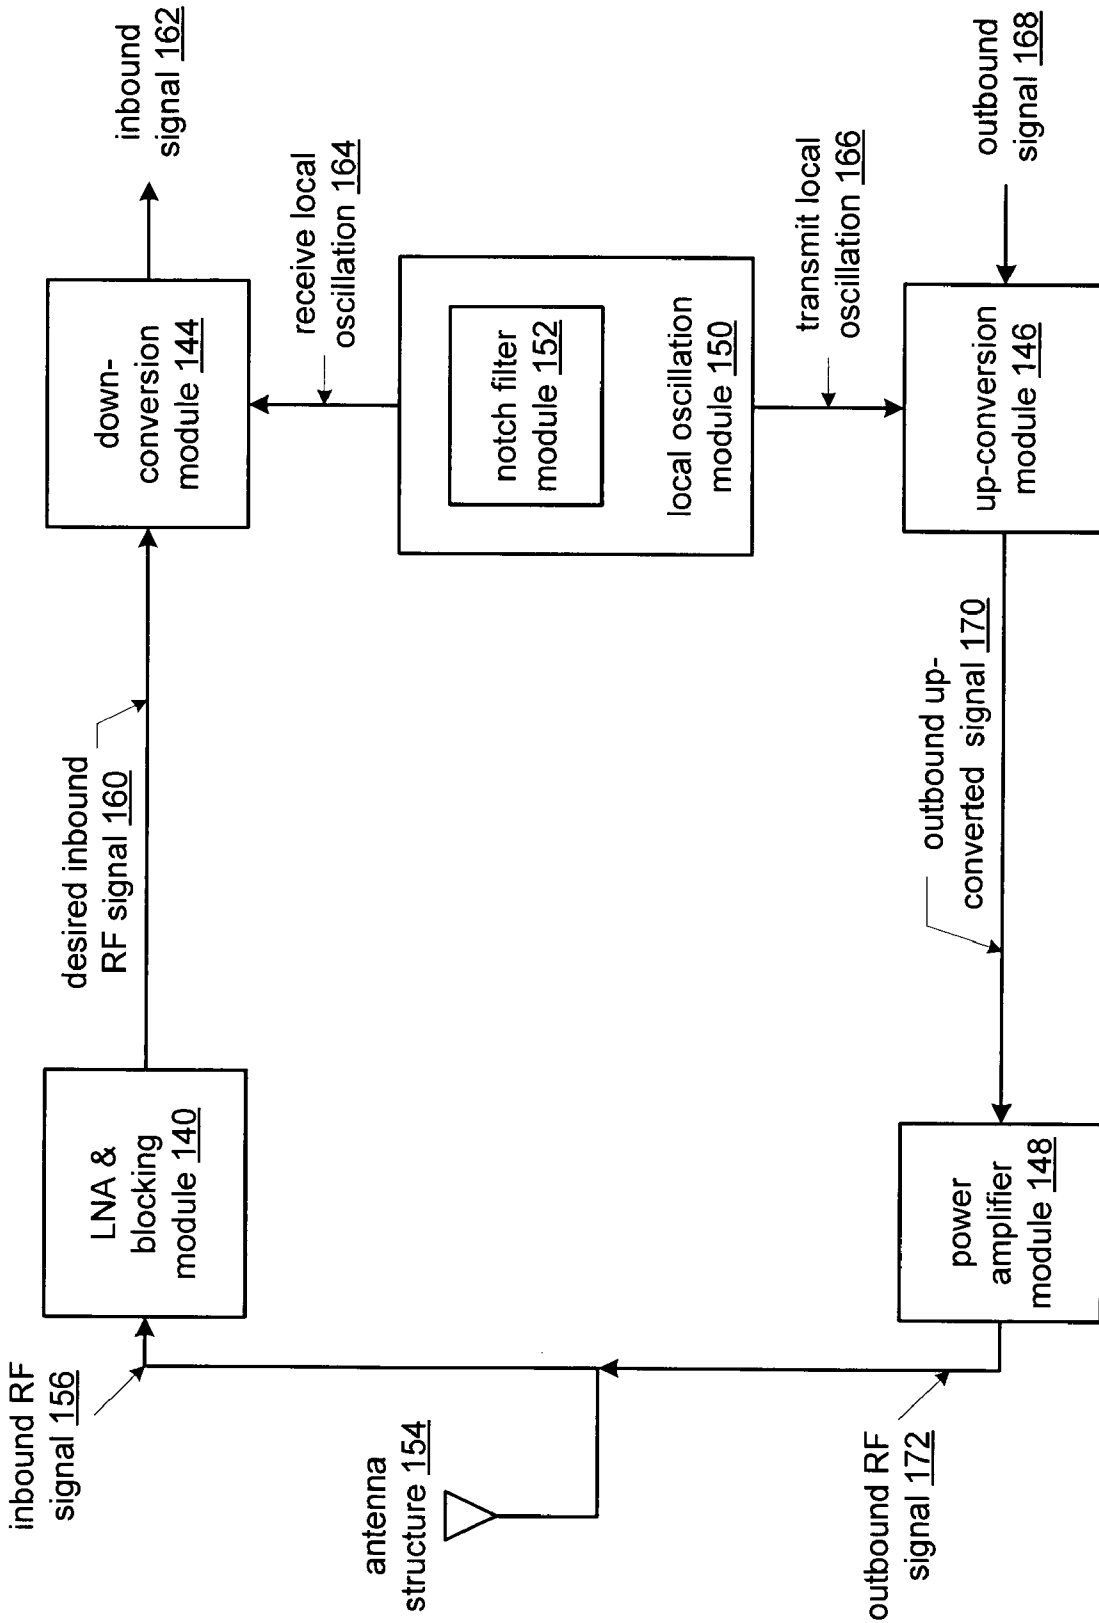 inbound RF
signal 156
LNA &
blocking
module 140
desired inbound
RF signal 160
down-
conversion
module 144
inbound
signal 162
receive local
oscillation 164
antenna
structure 154
notch filter
module 152
local oscillation
module 150
transmit local
oscillation 166
outbound RF
signal 172
power
amplifier
module 148
outbound up-
converted signal 170
up-conversion
module 146
outbound
signal 168